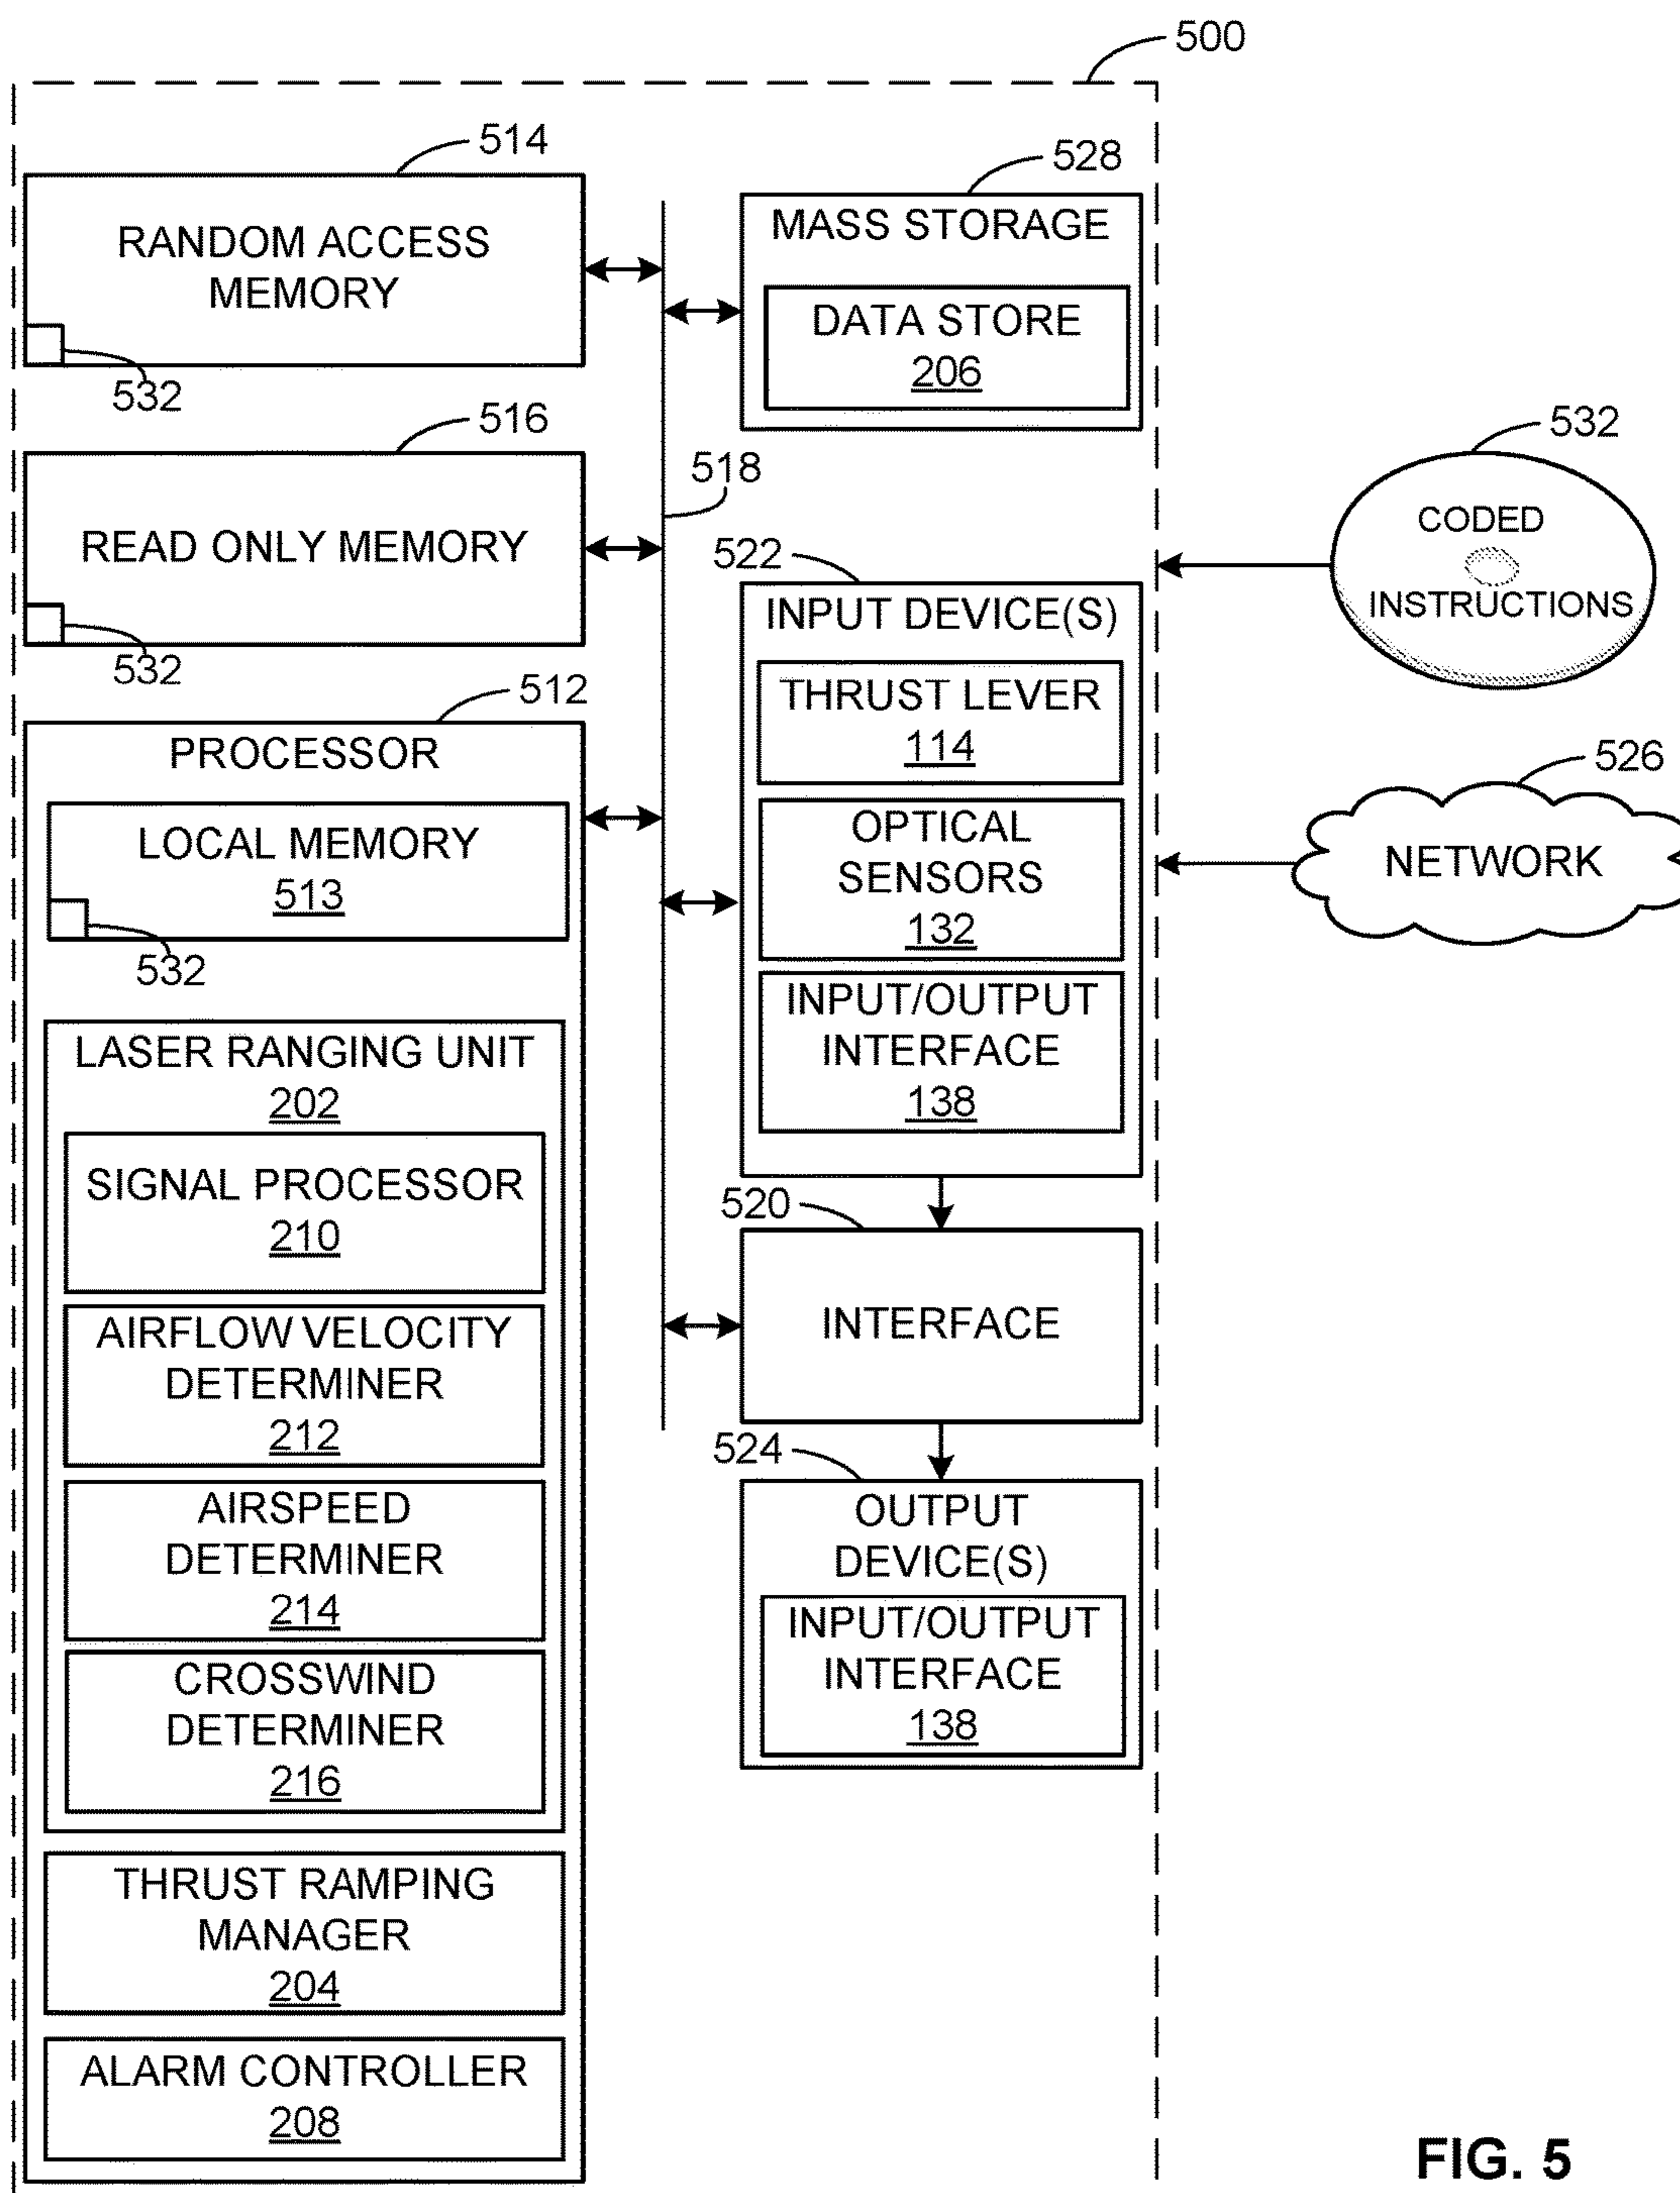 500
514
RANDOM ACCESS
MEMORY
532
528
MASS STORAGE
DATA STORE
206
516
READ ONLY MEMORY
532
518
532
CODED
INSTRUCTIONS
522
INPUT DEVICE(S)
THRUST LEVER
114
OPTICAL
SENSORS
132
INPUT/OUTPUT
INTERFACE
138
526
NETWORK
512
PROCESSOR
LOCAL MEMORY
513
532
LASER RANGING UNIT
202
SIGNAL PROCESSOR
210
AIRFLOW VELOCITY
DETERMINER
212
AIRSPEED
DETERMINER
214
CROSSWIND
DETERMINER
216
THRUST RAMPING
MANAGER
204
ALARM CONTROLLER
208
520
INTERFACE
524
OUTPUT
DEVICE(S)
INPUT/OUTPUT
INTERFACE
138
FIG. 5